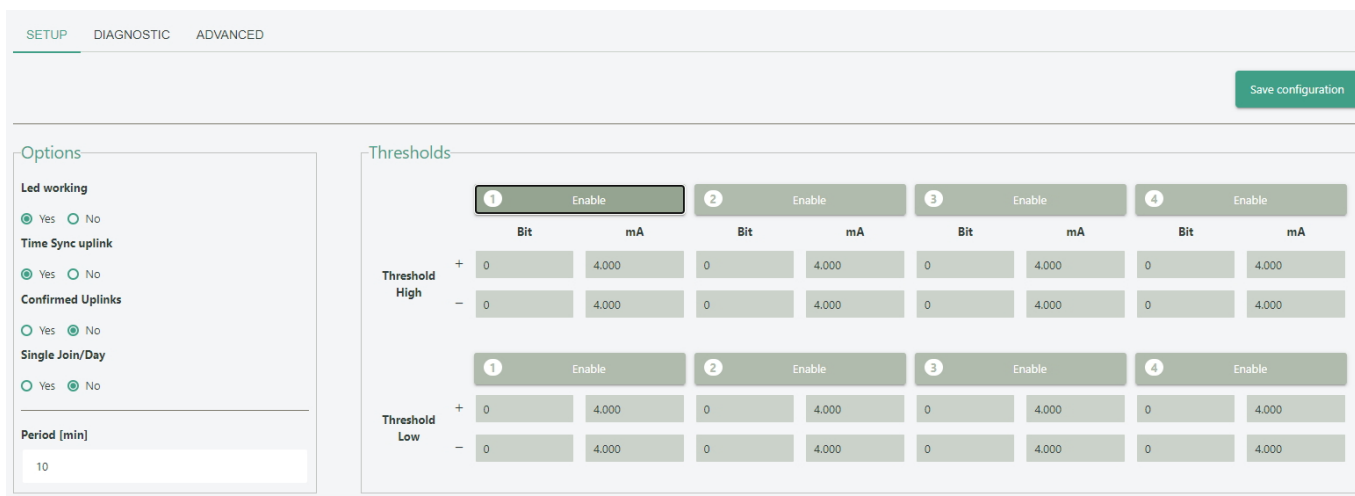 SETUP DIAGNOSTIC ADVANCED
Save configuration
Options
Led working
Yes No
Time Sync uplink
Yes No
Confirmed Uplinks
Yes No
Single Join/Day
Yes No
Period [min]
10
Thresholds
1 Enable 2 Enable 3 Enable 4 Enable
Bit mA Bit mA Bit mA Bit mA
Threshold High
+ 0 4.000 0 4.000 0 4.000 0 4.000
− 0 4.000 0 4.000 0 4.000 0 4.000
1 Enable 2 Enable 3 Enable 4 Enable
Threshold Low
+ 0 4.000 0 4.000 0 4.000 0 4.000
− 0 4.000 0 4.000 0 4.000 0 4.000